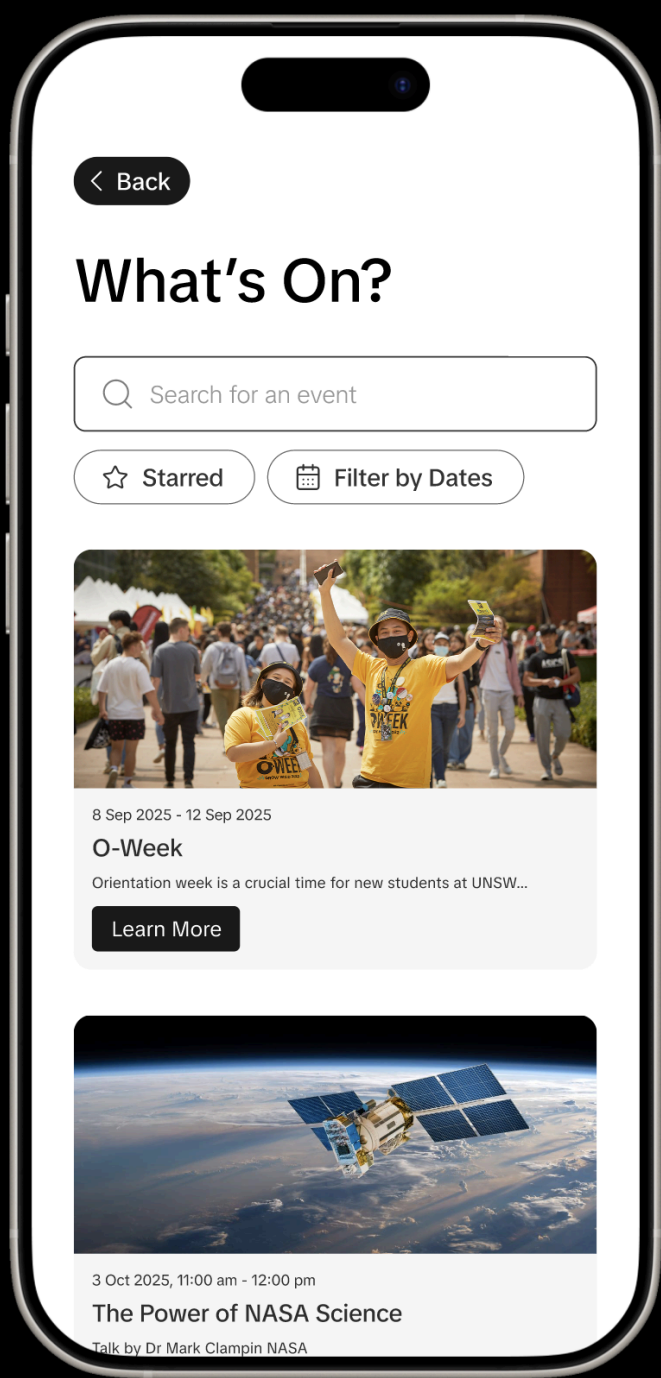 Back
What's On?
Search for an event
Starred
Filter by Dates
O-WEEK
8 Sep 2025 - 12 Sep 2025
O-Week
Orientation week is a crucial time for new students at UNSW...
Learn More
3 Oct 2025, 11:00 am - 12:00 pm
The Power of NASA Science
Talk by Dr Mark Clampin NASA